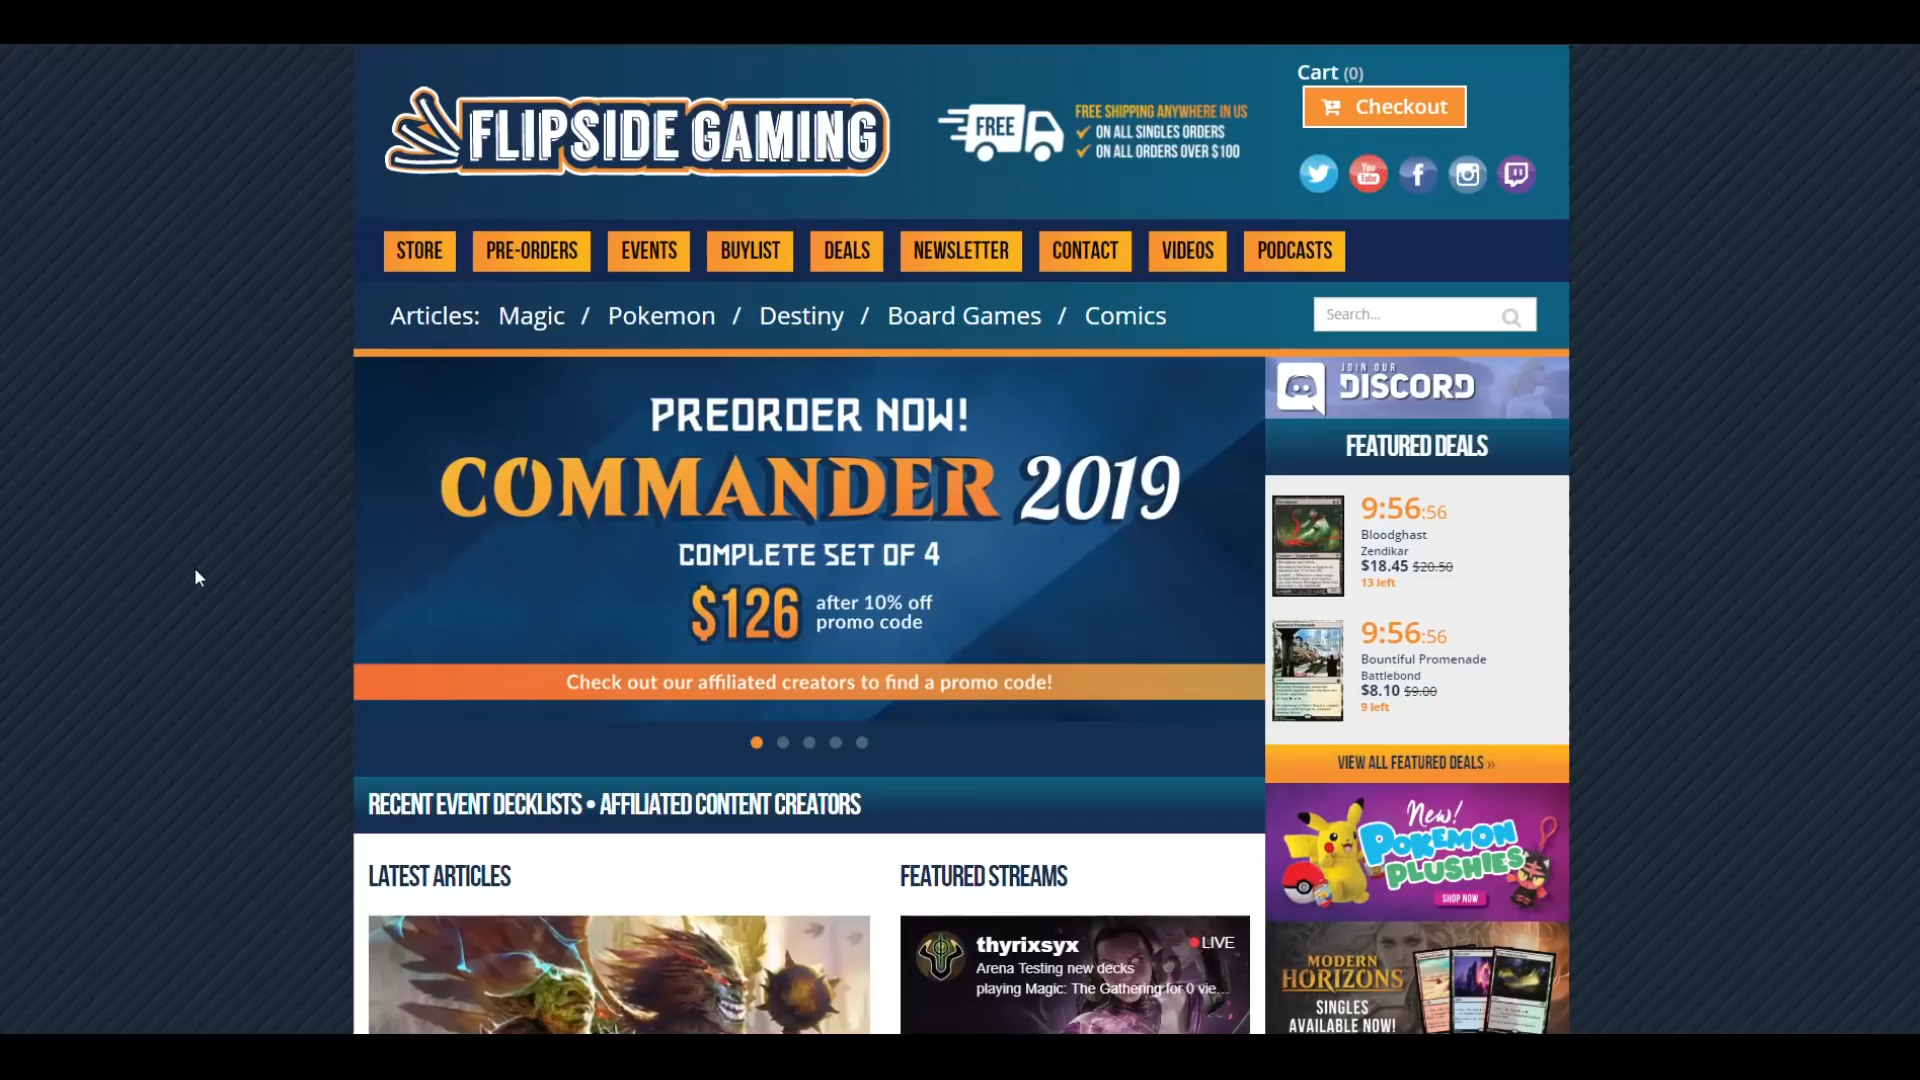 Cart (0)
FLIPSIDE GAMING
FREE
FREE SHIPPING ANYWHERE IN US
ON ALL SINGLES ORDERS
ON ALL ORDERS OVER $100
Checkout
You
Tube
STORE
PRE-ORDERS
EVENTS
BUYLIST
DEALS
NEWSLETTER
CONTACT
VIDEOS
PODCASTS
Articles: Magic / Pokemon / Destiny / Board Games / Comics
Search...
PREORDER NOW!
COMMANDER 2019
COMPLETE SET OF 4
$126 after 10% off
promo code
Check out our affiliated creators to find a promo code!
JOIN OUR
DISCORD
FEATURED DEALS
9:56:56
Bloodghast
Zendikar
$18.45 $20.50
13 left
9:56:56
Bountiful Promenade
Battlebond
$8.10 $9.00
9 left
VIEW ALL FEATURED DEALS »
New!
POKEMON
PLUSHIES
SHOP NOW
MODERN
HORIZONS
SINGLES
AVAILABLE NOW!
RECENT EVENT DECKLISTS • AFFILIATED CONTENT CREATORS
LATEST ARTICLES
FEATURED STREAMS
thyrixsyx
LIVE
Arena Testing new decks
playing Magic: The Gathering for 0 vie...